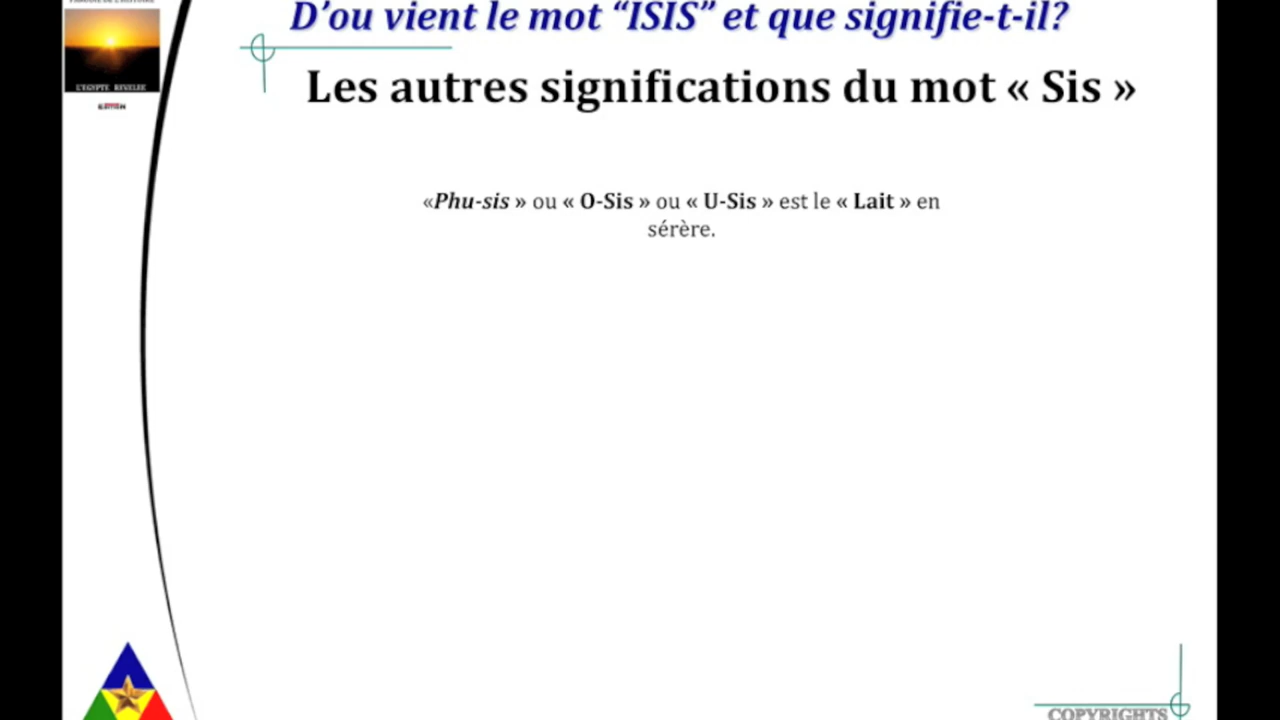 D’ou vient le mot “ISIS” et que signifie-t-il?
Les autres significations du mot « Sis »
«Phu-sis » ou « O-Sis » ou « U-Sis » est le « Lait » en
sérère.
L'EGYPTE REVELEE
COPYRIGHTS